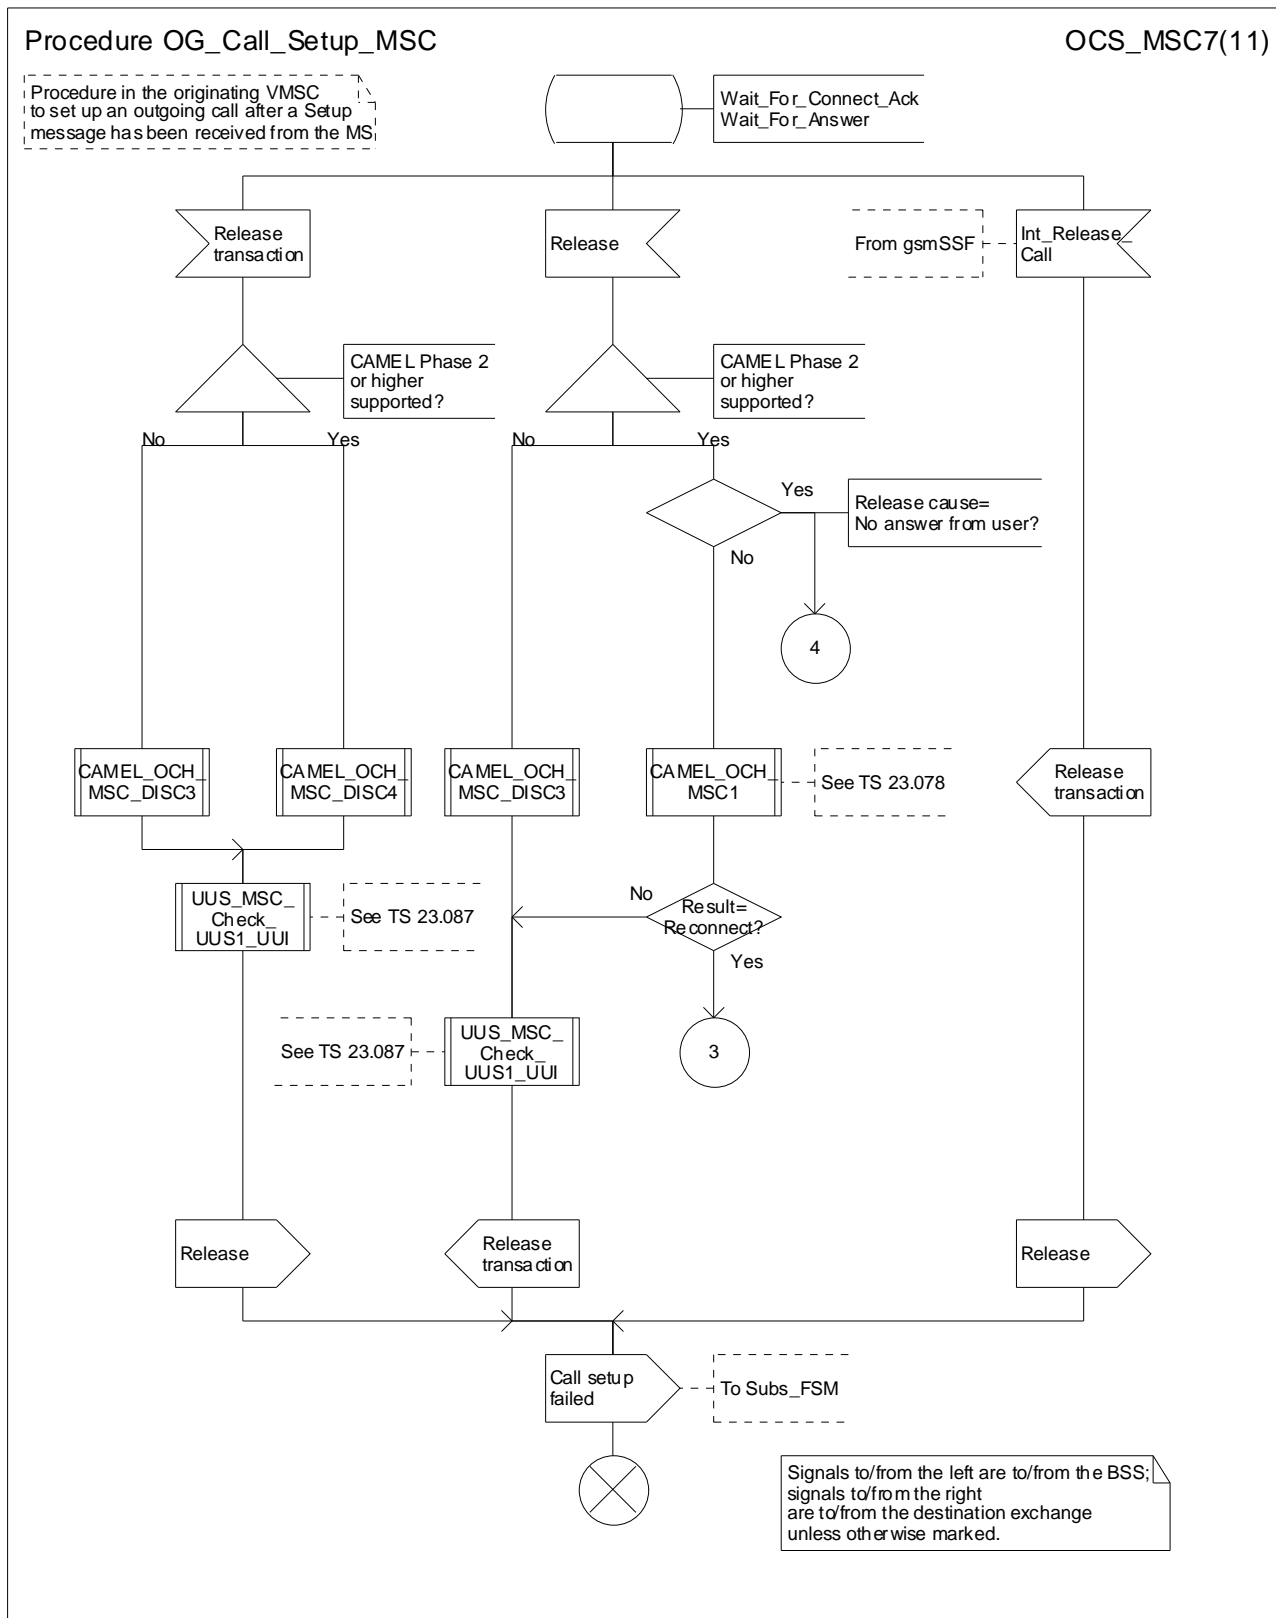 Procedure OG_Call_Setup_MSC
OCS_MSC7(11)
Procedure in the originating VMSC
to set up an outgoing call after a Setup
message has been received from the MS
Wait_For_Connect_Ack
Wait_For_Answer
Release
transaction
Release
From gsmSSF
Int_Release_
Call
CAMEL Phase 2
or higher
supported?
CAMEL Phase 2
or higher
supported?
No
Yes
No
Yes
Yes
Release cause=
No answer from user?
No
4
CAMEL_OCH_
MSC_DISC3
CAMEL_OCH_
MSC_DISC4
CAMEL_OCH_
MSC_DISC3
CAMEL_OCH_
MSC1
See TS 23.078
Release
transaction
UUS_MSC_
Check_
UUS1_UUI
See TS 23.087
No
Result=
Reconnect?
Yes
See TS 23.087
UUS_MSC_
Check_
UUS1_UUI
3
Release
Release
transaction
Release
Call setup
failed
To Subs_FSM
Signals to/from the left are to/from the BSS;
signals to/from the right
are to/from the destination exchange
unless otherwise marked.